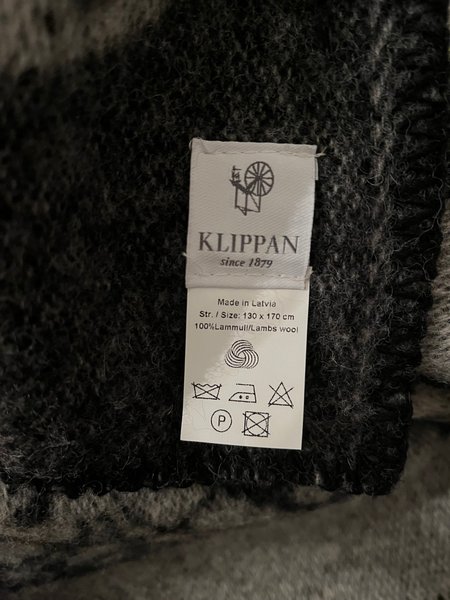 KLIPPAN
since 1879
Made in Latvia
Str. / Size: 130 x 170 cm
100%Lammull/Lambs wool
P